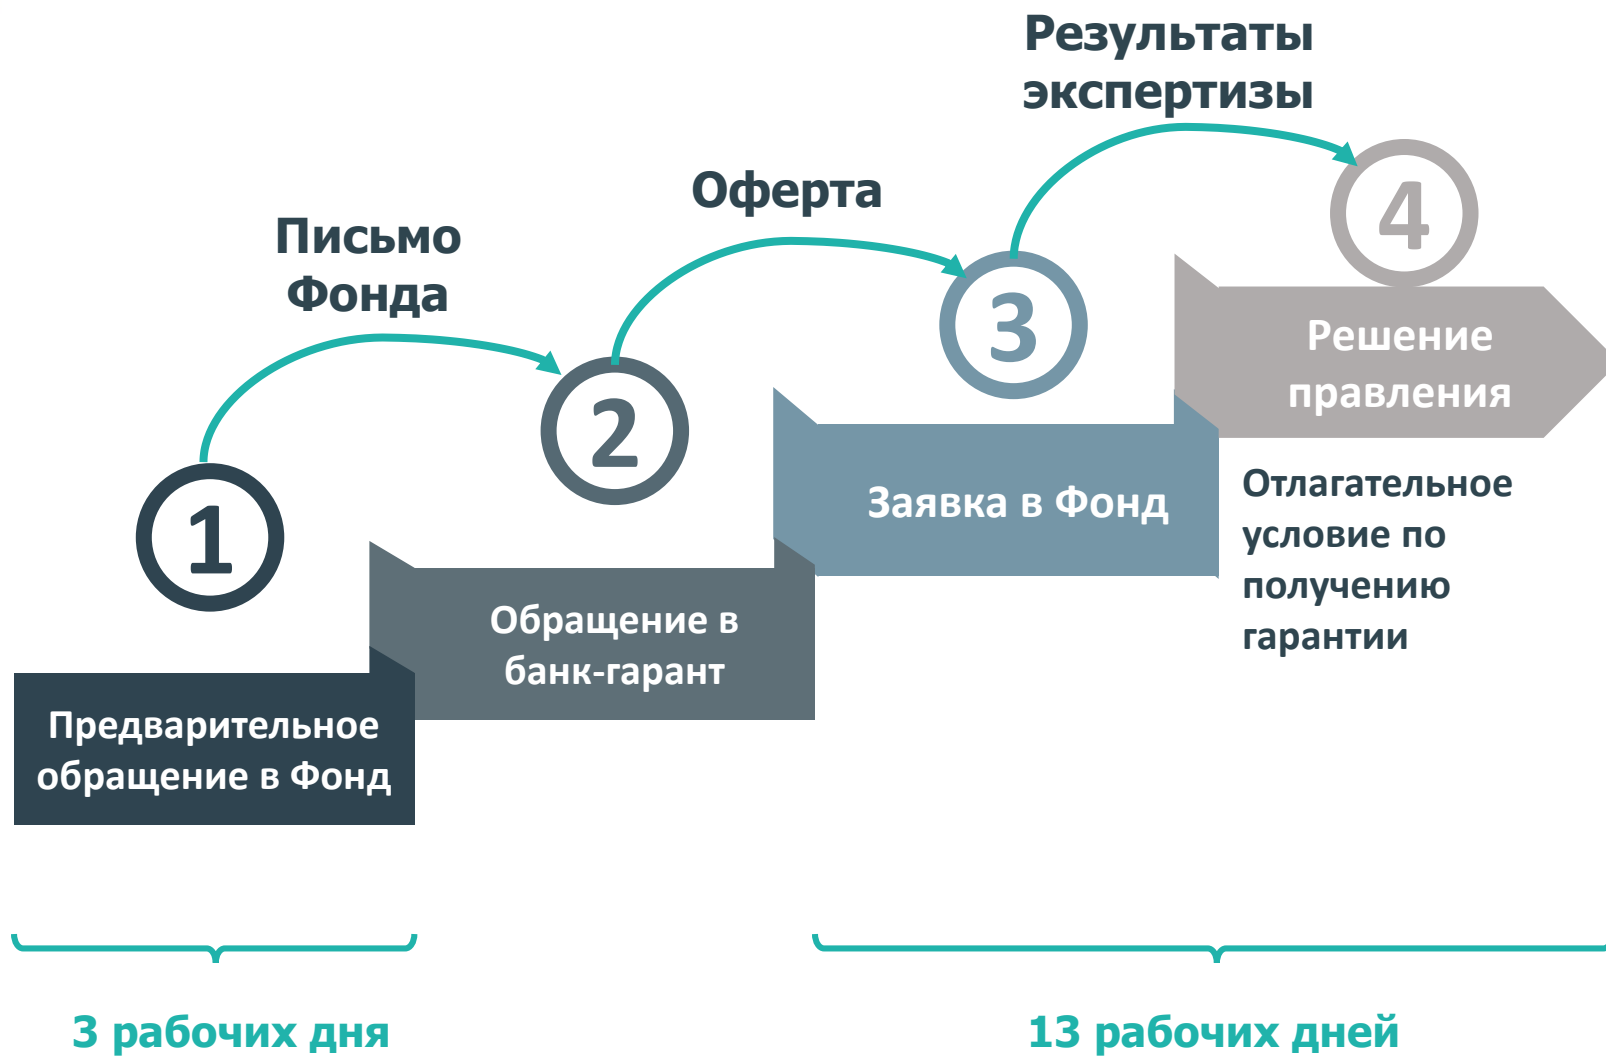 Результаты
экспертизы
4
Оферта
Письмо
Фонда
3
Решение
правления
2
Заявка в Фонд
Отлагательное
условие по
получению
гарантии
1
Обращение в
банк-гарант
Предварительное
обращение в Фонд
3 рабочих дня
13 рабочих дней